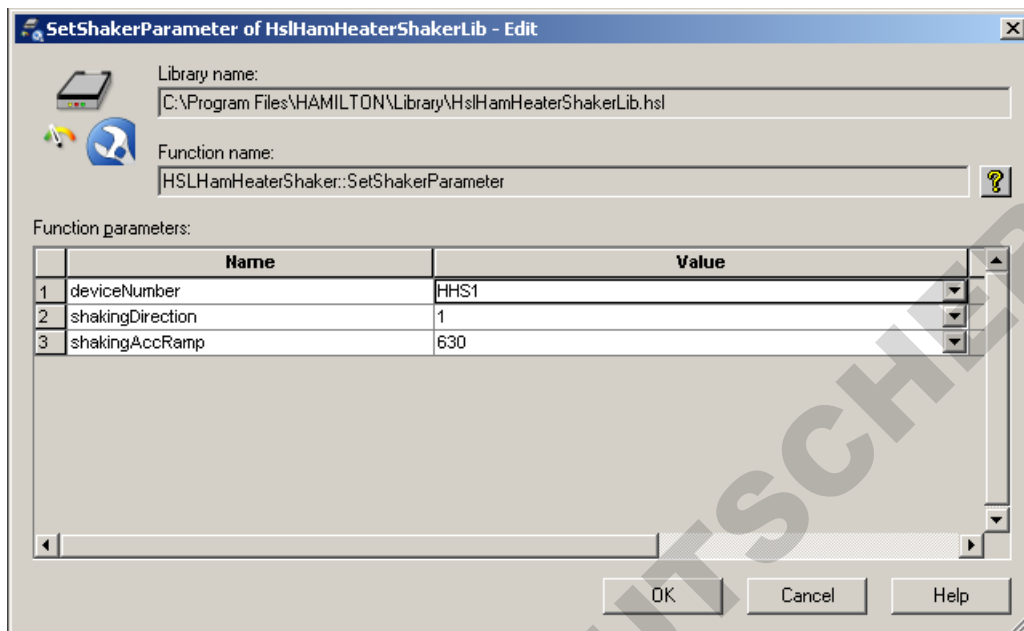 SetShakerParameter of HslHamHeaterShakerLib - Edit
Library name:
C:\Program Files\HAMILTON\Library\HslHamHeaterShakerLib.hsl
Function name:
HSLHamHeaterShaker::SetShakerParameter
Function parameters:
Name Value
1 deviceNumber HHS1
2 shakingDirection 1
3 shakingAccRamp 630
OK Cancel Help